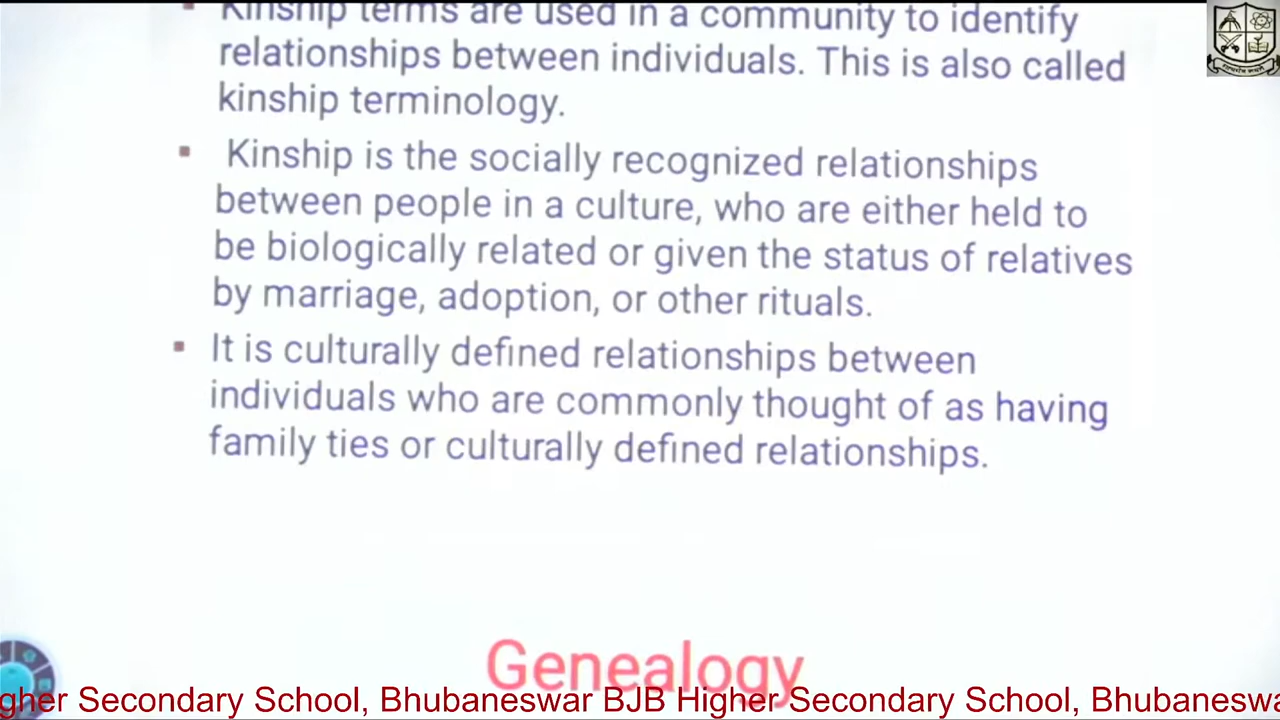 Kinship terms are used in a community to identify
relationships between individuals. This is also called
kinship terminology.
Kinship is the socially recognized relationships
between people in a culture, who are either held to
be biologically related or given the status of relatives
by marriage, adoption, or other rituals.
It is culturally defined relationships between
individuals who are commonly thought of as having
family ties or culturally defined relationships.
Genealogy
gher Secondary School, Bhubaneswar BJB Higher Secondary School, Bhubaneswa